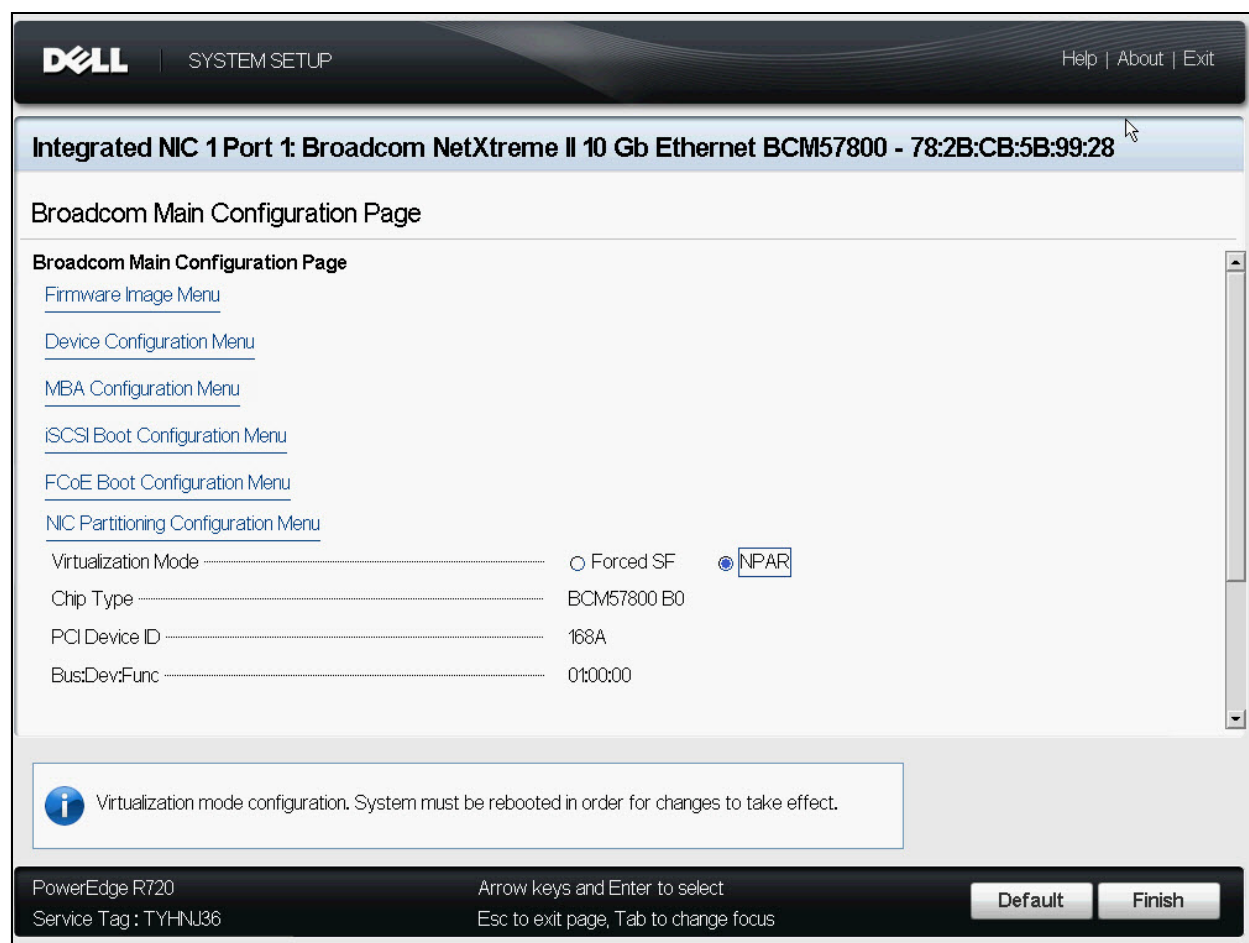 DELL SYSTEM SETUP Help | About | Exit
Integrated NIC 1 Port 1: Broadcom NetXtreme II 10 Gb Ethernet BCM57800 - 78:2B:CB:5B:99:28
Broadcom Main Configuration Page
Broadcom Main Configuration Page
Firmware Image Menu
Device Configuration Menu
MBA Configuration Menu
iSCSI Boot Configuration Menu
FCoE Boot Configuration Menu
NIC Partitioning Configuration Menu
Virtualization Mode Forced SF NPAR
Chip Type BCM57800 B0
PCI Device ID 168A
Bus:Dev:Func 01:00:00
Virtualization mode configuration. System must be rebooted in order for changes to take effect.
PowerEdge R720 Arrow keys and Enter to select Default Finish
Service Tag : TYHNJ36 Esc to exit page, Tab to change focus